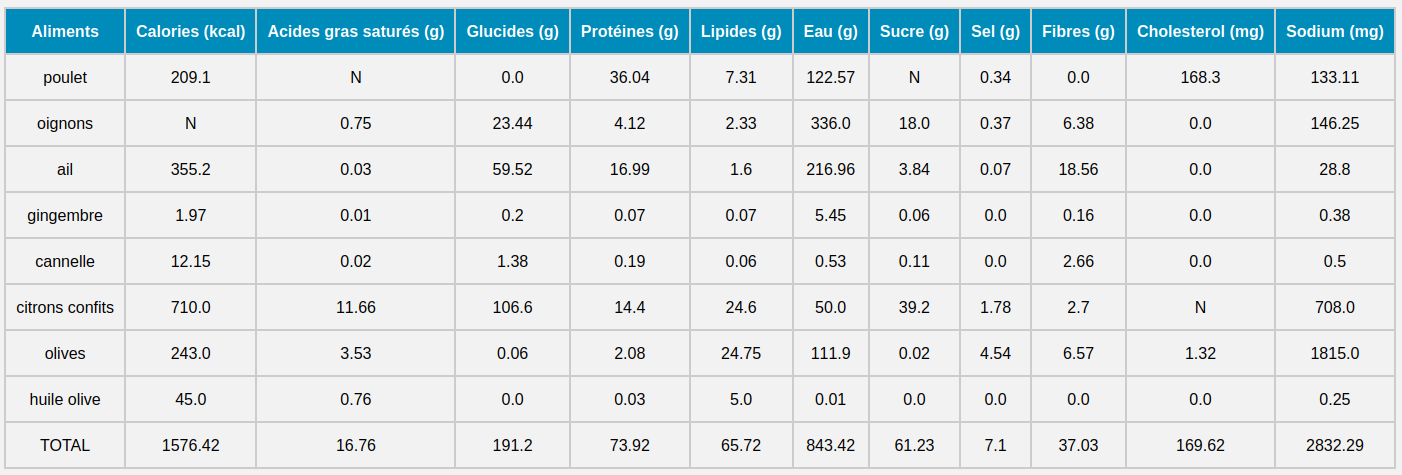 Aliments Calories (kcal) Acides gras saturés (g) Glucides (g) Protéines (g) Lipides (g) Eau (g) Sucre (g) Sel (g) Fibres (g) Cholesterol (mg) Sodium (mg)
poulet 209.1 N 0.0 36.04 7.31 122.57 N 0.34 0.0 168.3 133.11
oignons N 0.75 23.44 4.12 2.33 336.0 18.0 0.37 6.38 0.0 146.25
ail 355.2 0.03 59.52 16.99 1.6 216.96 3.84 0.07 18.56 0.0 28.8
gingembre 1.97 0.01 0.2 0.07 0.07 5.45 0.06 0.0 0.16 0.0 0.38
cannelle 12.15 0.02 1.38 0.19 0.06 0.53 0.11 0.0 2.66 0.0 0.5
citrons confits 710.0 11.66 106.6 14.4 24.6 50.0 39.2 1.78 2.7 N 708.0
olives 243.0 3.53 0.06 2.08 24.75 111.9 0.02 4.54 6.57 1.32 1815.0
huile olive 45.0 0.76 0.0 0.03 5.0 0.01 0.0 0.0 0.0 0.0 0.25
TOTAL 1576.42 16.76 191.2 73.92 65.72 843.42 61.23 7.1 37.03 169.62 2832.29